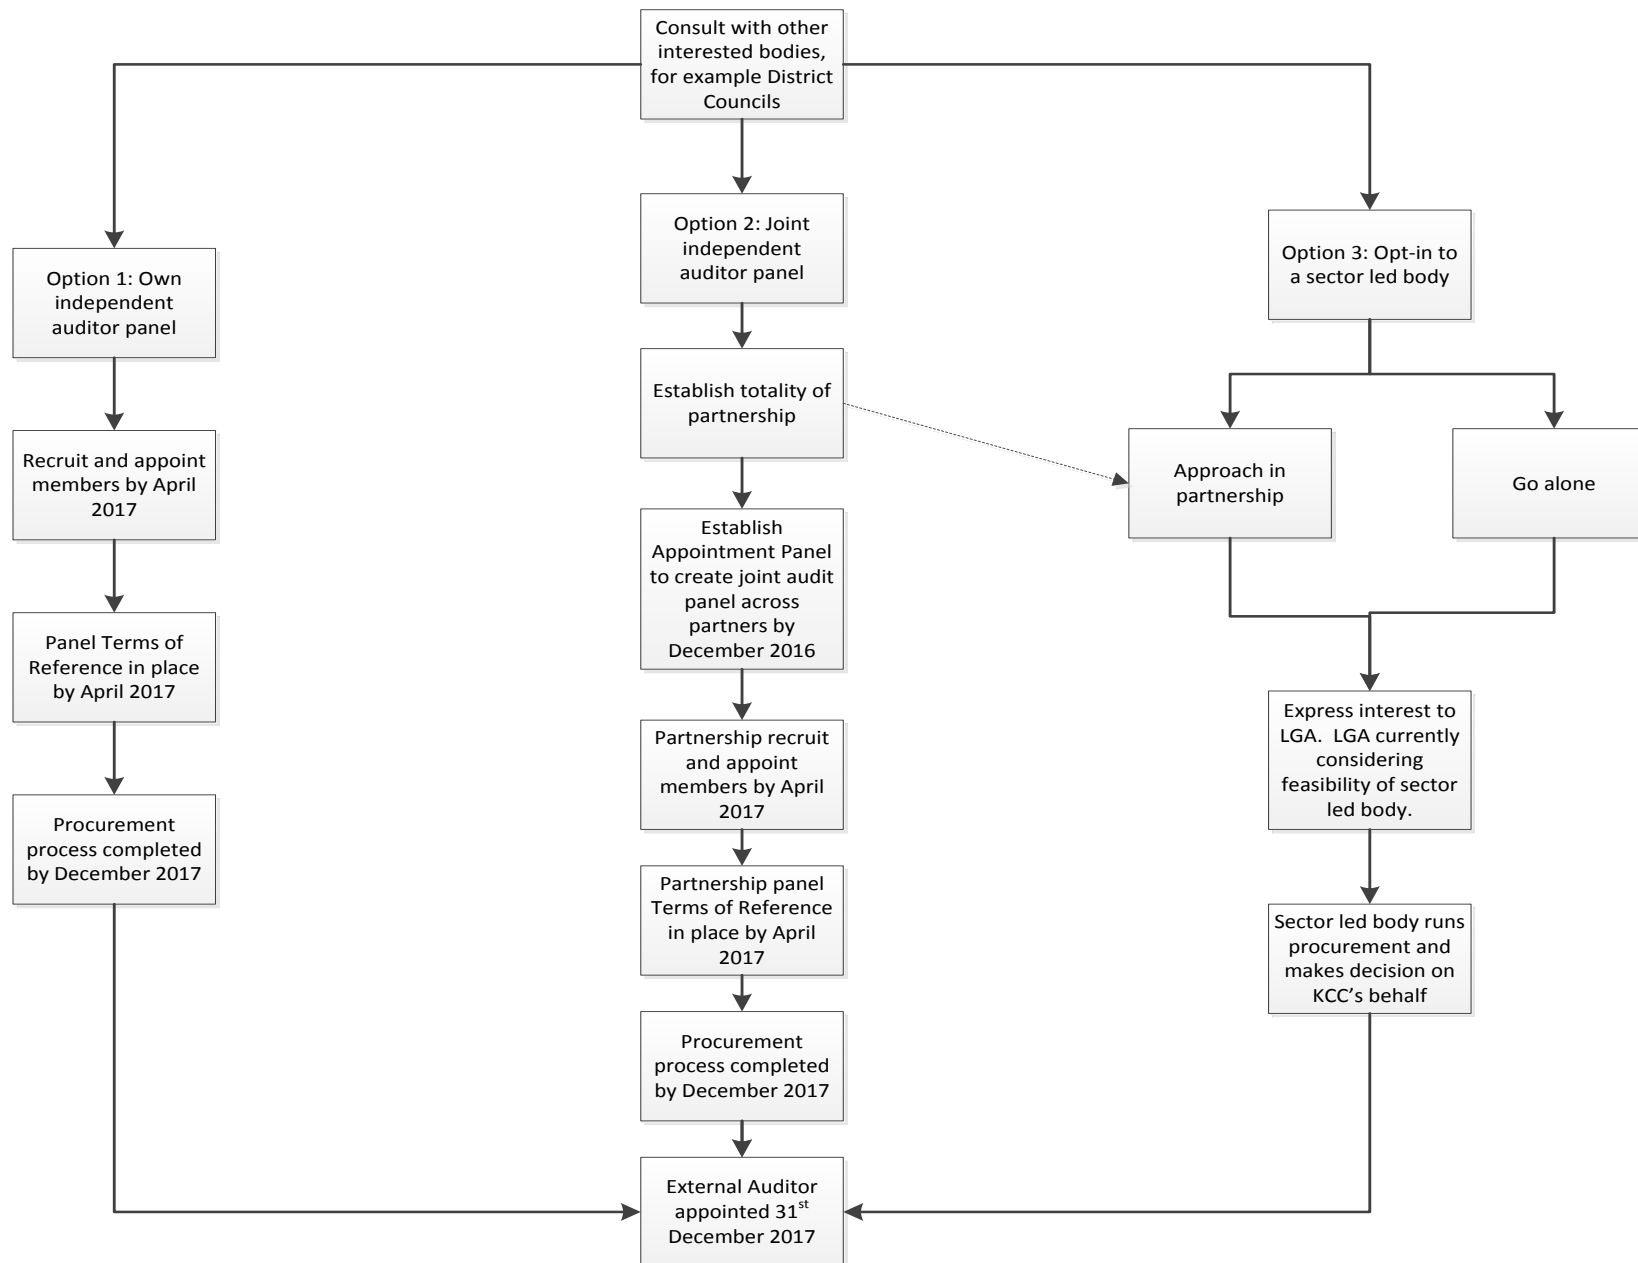 Consult with other
interested bodies,
for example District
Councils
Option 1: Own
independent
auditor panel
Recruit and appoint
members by April
2017
Panel Terms of
Reference in place
by April 2017
Procurement
process completed
by December 2017
Option 2: Joint
independent
auditor panel
Establish totality of
partnership
Establish
Appointment Panel
to create joint audit
panel across
partners by
December 2016
Partnership recruit
and appoint
members by April
2017
Partnership panel
Terms of Reference
in place by April
2017
Procurement
process completed
by December 2017
Option 3: Opt-in to
a sector led body
Approach in
partnership
Go alone
Express interest to
LGA.  LGA currently
considering
feasibility of sector
led body.
Sector led body runs
procurement and
makes decision on
KCC’s behalf
External Auditor
appointed 31st
December 2017